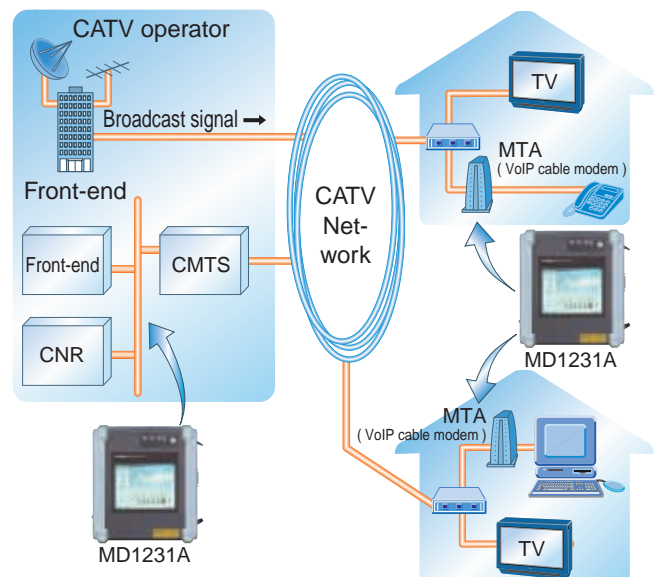 CATV operator
Broadcast signal →
Front-end
Front-end
CMTS
CNR
MD1231A
CATV
Net-
work
TV
MTA
( VoIP cable modem )
MD1231A
MTA
( VoIP cable modem )
TV